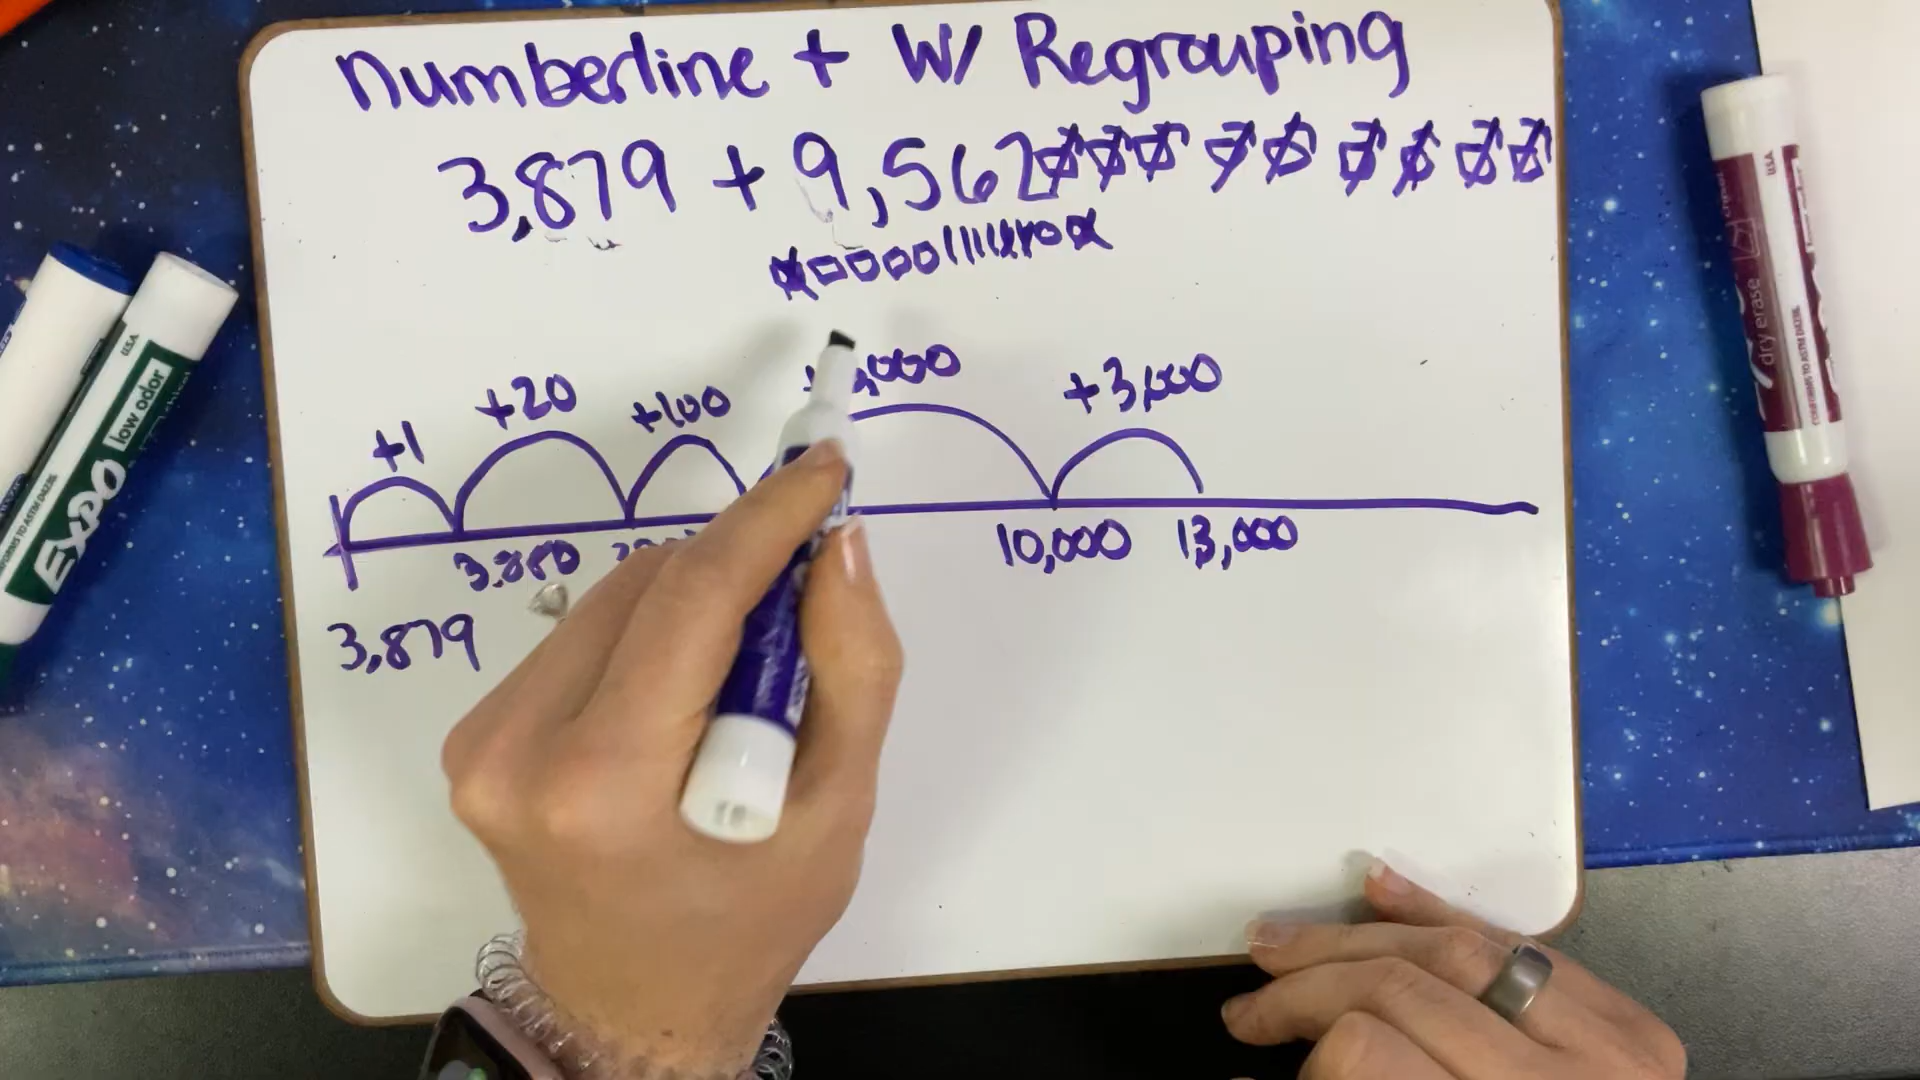 Numberline + W/ Regrouping
3,879 + 9,562
+1
+20
+100
,000
+3,000
3,880
10,000
13,000
3,879
EXPO
low odor
U.S.A.
dry erase
U.S.A.